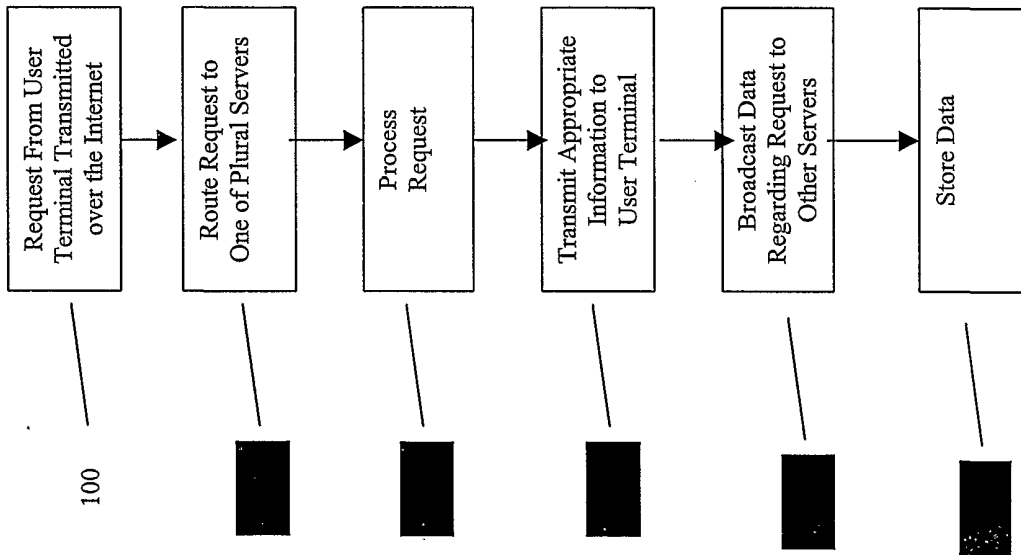 100
Request From User
Terminal Transmitted
over the Internet
Route Request to
One of Plural Servers
Process
Request
Transmit Appropriate
Information to
User Terminal
Broadcast Data
Regarding Request to
Other Servers
Store Data